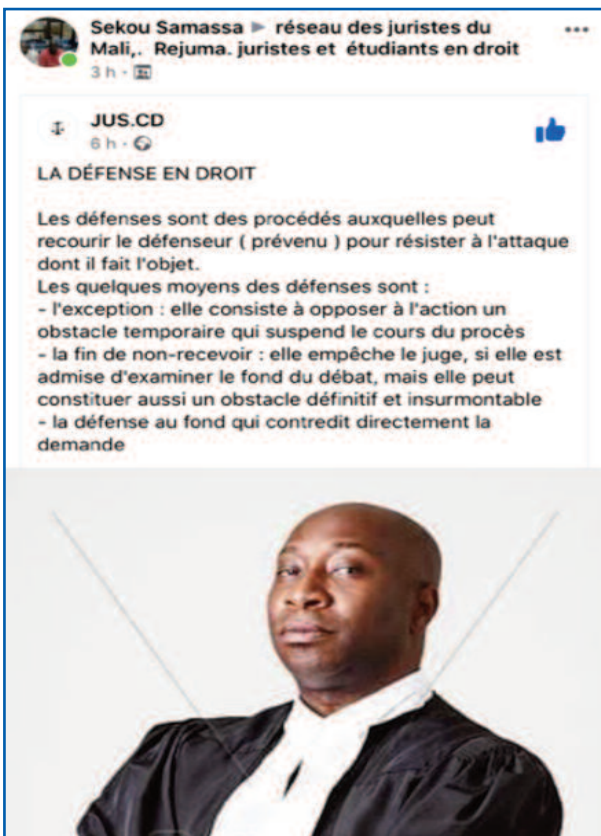 Sekou Samassa ▶ réseau des juristes du
Mali,. Rejuma. juristes et étudiants en droit
3 h ·
JUS.CD
6 h ·
LA DÉFENSE EN DROIT
Les défenses sont des procédés auxquelles peut
recourir le défenseur ( prévenu ) pour résister à l'attaque
dont il fait l'objet.
Les quelques moyens des défenses sont :
- l'exception : elle consiste à opposer à l'action un
obstacle temporaire qui suspend le cours du procès
- la fin de non-recevoir : elle empêche le juge, si elle est
admise d'examiner le fond du débat, mais elle peut
constituer aussi un obstacle définitif et insurmontable
- la défense au fond qui contredit directement la
demande